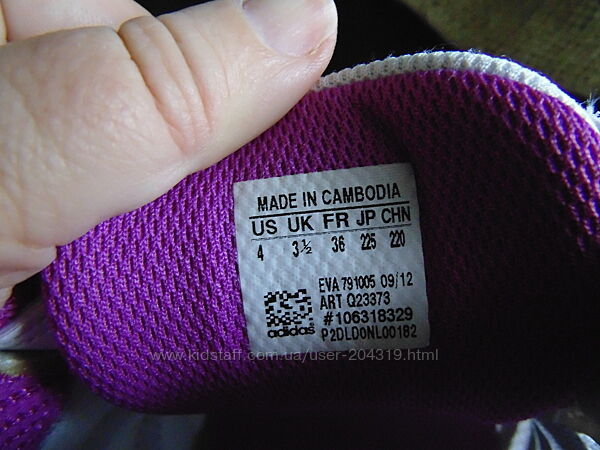 MADE IN CAMBODIA
US UK FR JP CHN
4 3½ 36 225 220
EVA 791005 09/12
ART Q23373
#106318329
adidas P2DLD0NL00182
www.kidstaff.com.ua/user-204319.html